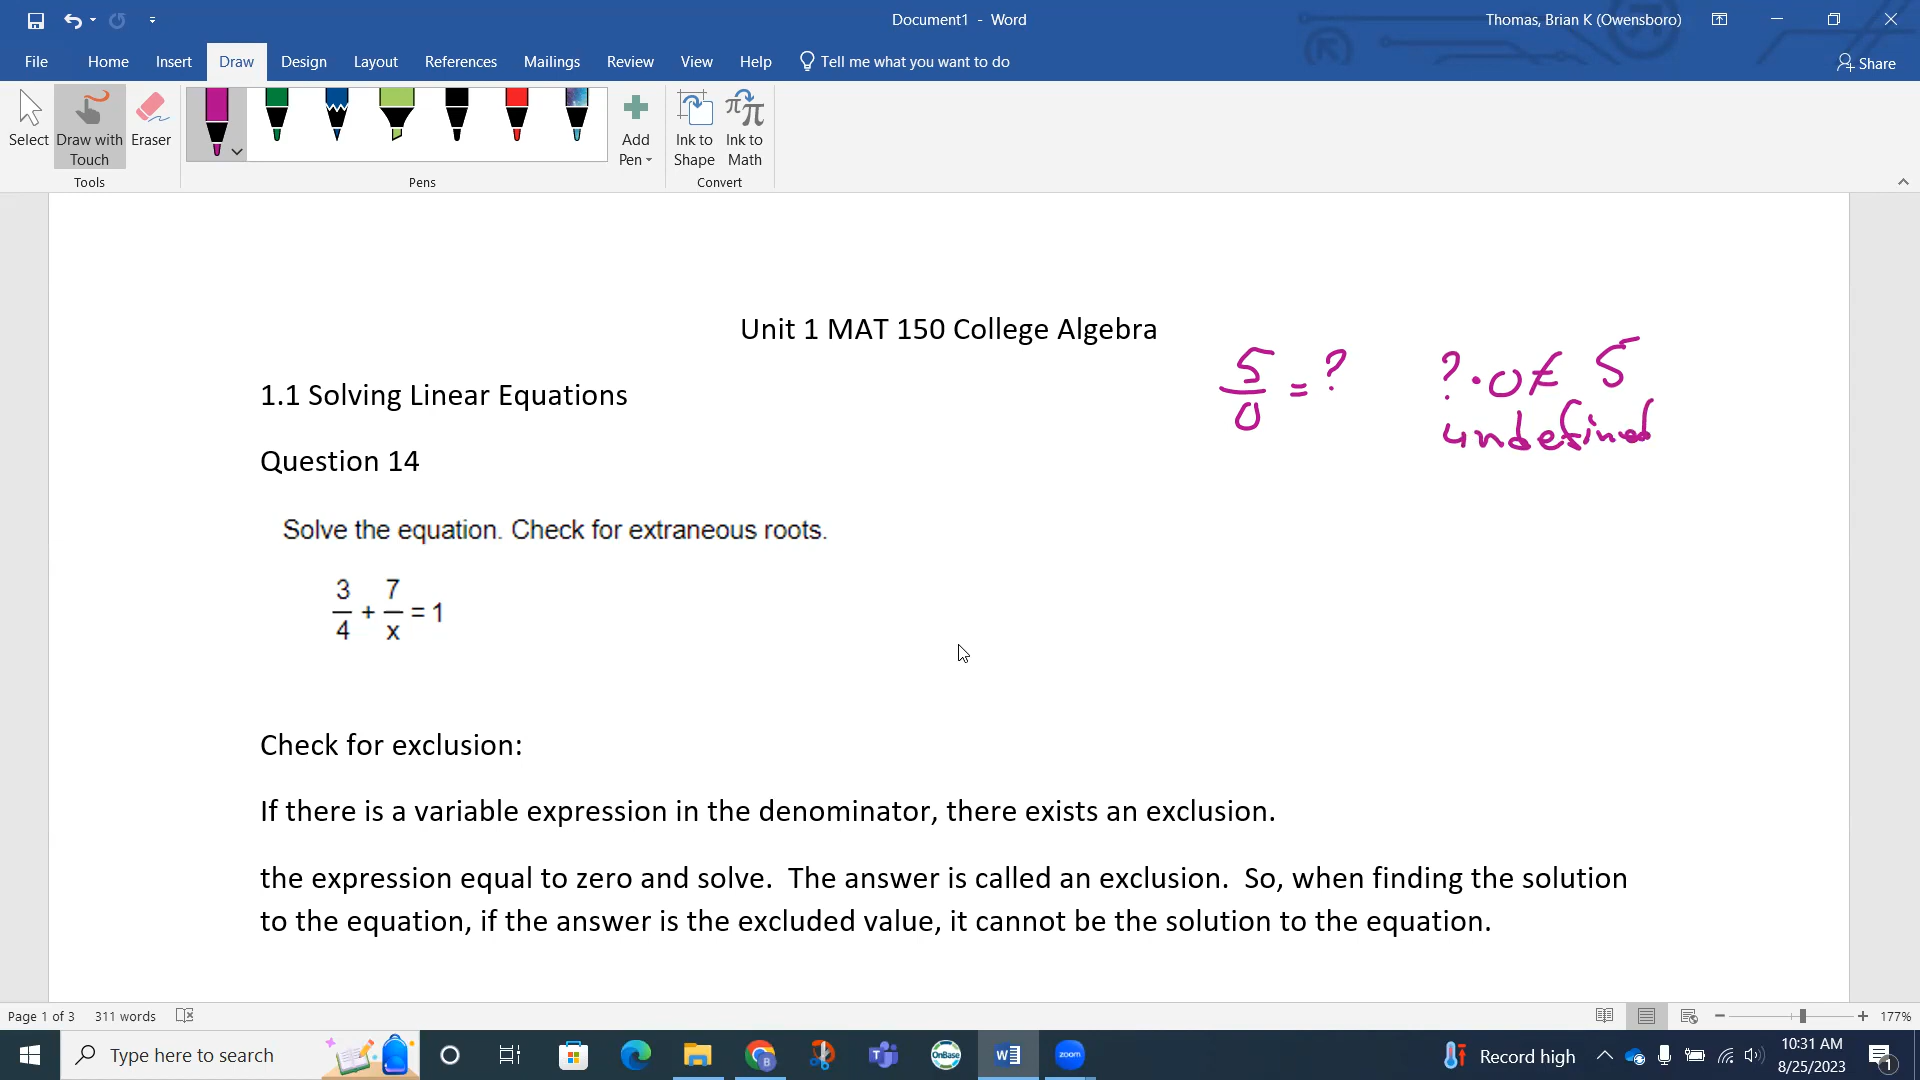 Document1 - Word
Thomas, Brian K (Owensboro)
File Home Insert Draw Design Layout References Mailings Review View Help Tell me what you want to do
Share
Select
Draw with Touch
Eraser
Tools
Pens
Add Pen
Ink to Shape
Ink to Math
Convert
Unit 1 MAT 150 College Algebra
5/0 = ? ? · 0 ≠ 5
undefined
1.1 Solving Linear Equations
Question 14
Solve the equation. Check for extraneous roots.
3/4 + 7/x = 1
Check for exclusion:
If there is a variable expression in the denominator, there exists an exclusion.
the expression equal to zero and solve. The answer is called an exclusion. So, when finding the solution
to the equation, if the answer is the excluded value, it cannot be the solution to the equation.
Page 1 of 3 311 words
177%
Type here to search
OnBase
zoom
Record high
10:31 AM
8/25/2023
1